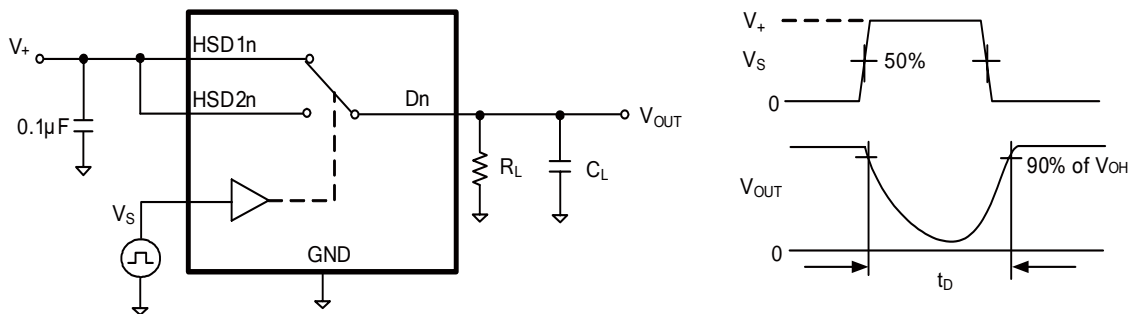 V+
HSD1n
HSD2n
Dn
VOUT
0.1μF
RL
CL
VS
GND
V+
VS
50%
0
VOUT
90% of VOH
0
tD